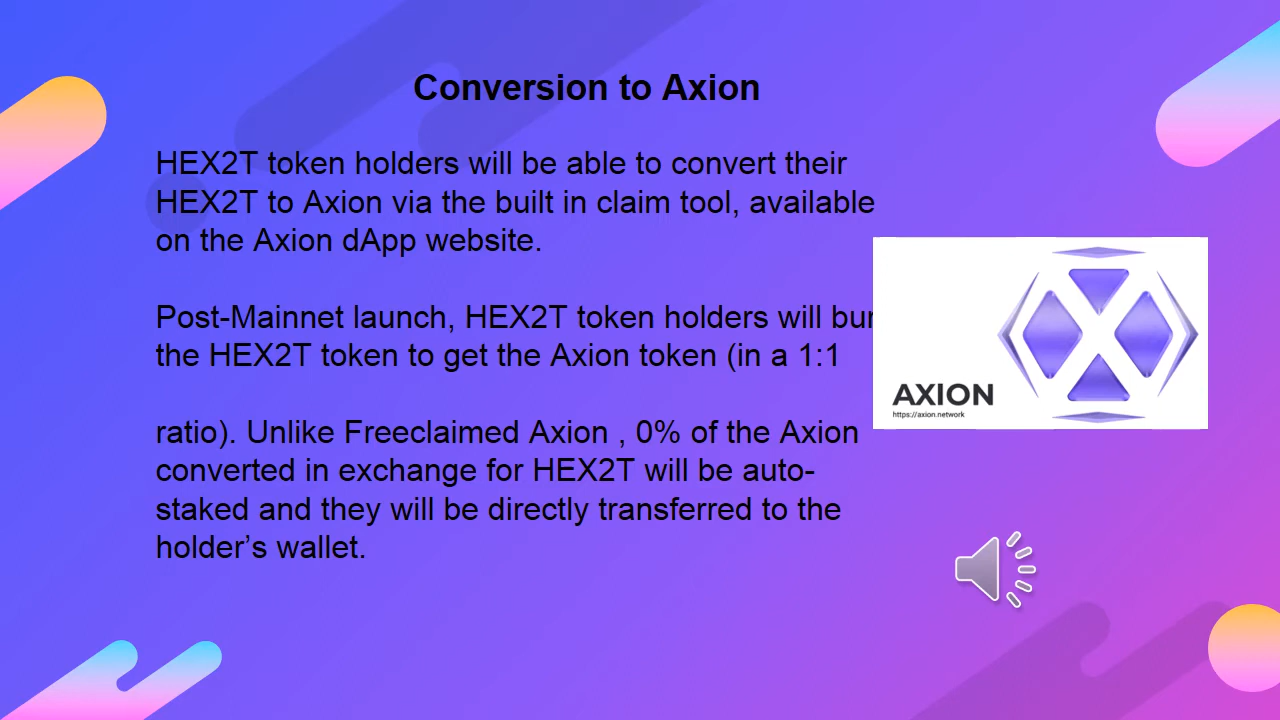 Conversion to Axion
HEX2T token holders will be able to convert their
HEX2T to Axion via the built in claim tool, available
on the Axion dApp website.
Post-Mainnet launch, HEX2T token holders will
the HEX2T token to get the Axion token (in a 1:1
ratio). Unlike Freeclaimed Axion , 0% of the Axion
converted in exchange for HEX2T will be auto-
staked and they will be directly transferred to the
holder’s wallet.
AXION
https://axion.network